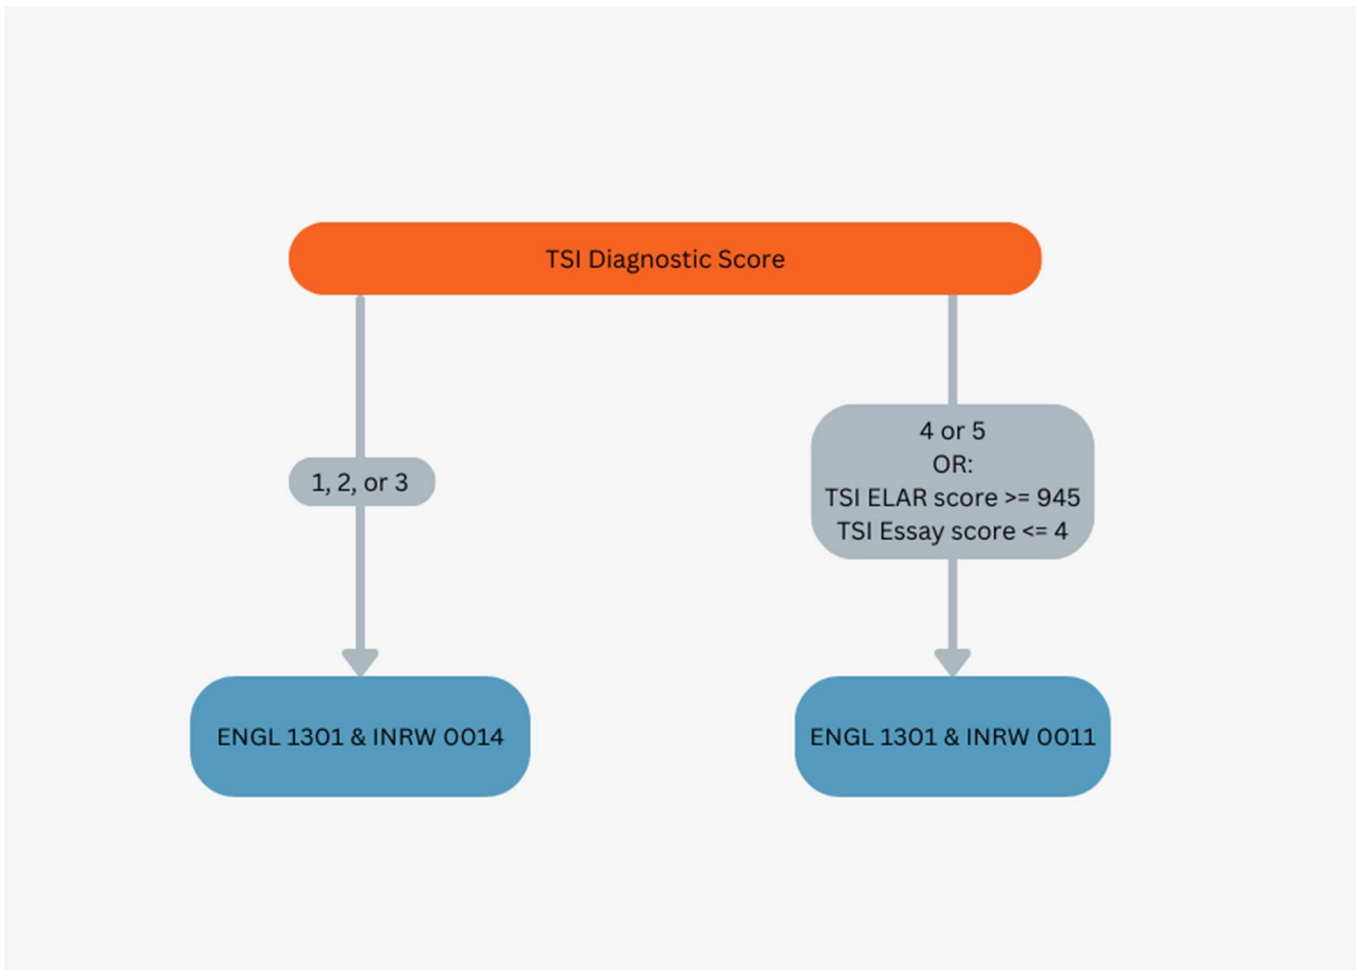 TSI Diagnostic Score
1, 2, or 3
4 or 5
OR:
TSI ELAR score >= 945
TSI Essay score <= 4
ENGL 1301 & INRW 0014
ENGL 1301 & INRW 0011